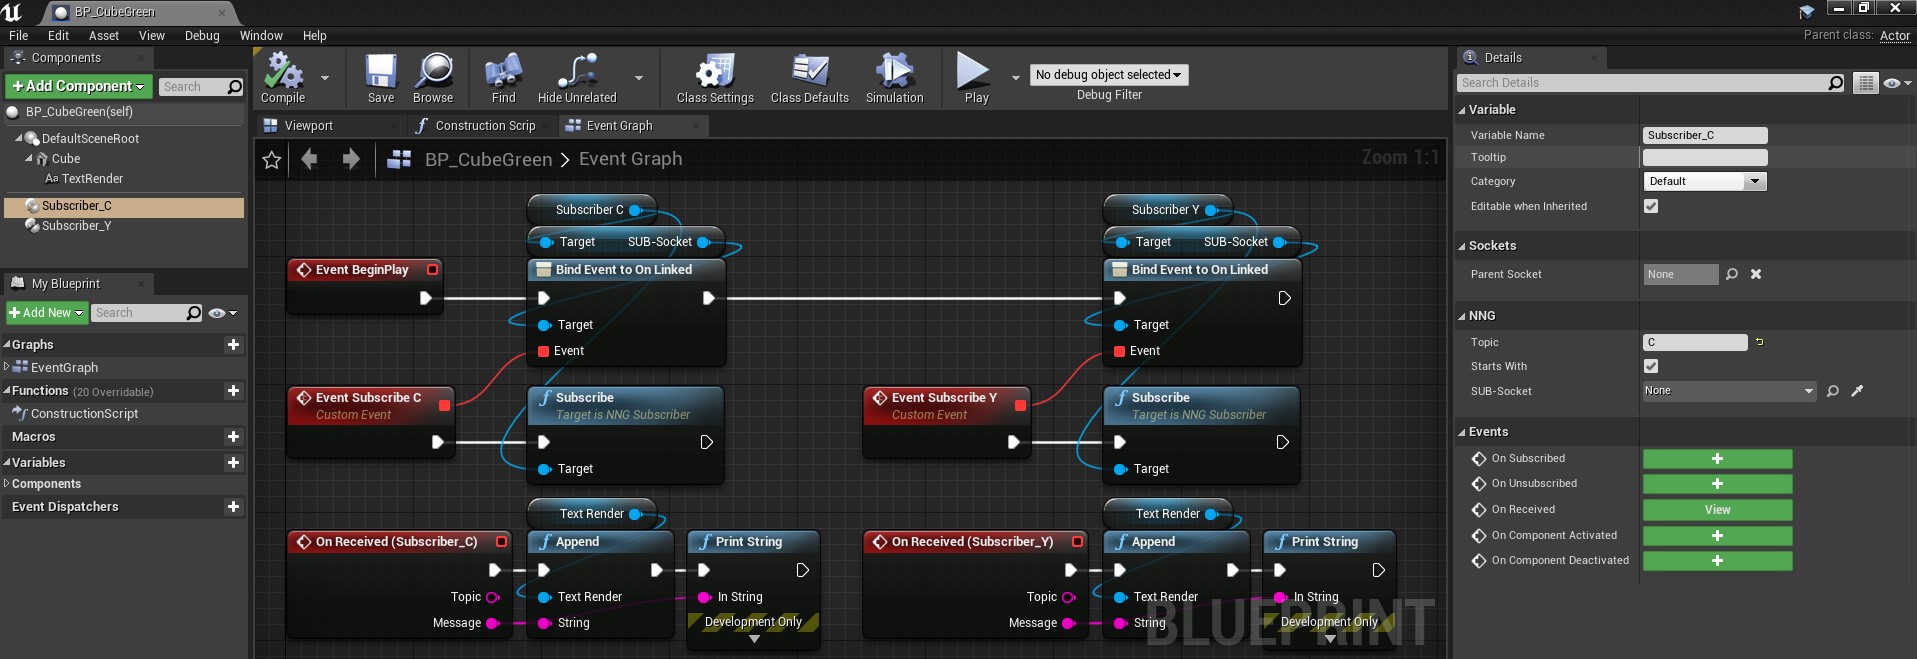 BP_CubeGreen
File Edit Asset View Debug Window Help
Parent class: Actor
Components
+Add Component
Search
BP_CubeGreen(self)
DefaultSceneRoot
Cube
Aa TextRender
Subscriber_C
Subscriber_Y
My Blueprint
+Add New
Search
Graphs
EventGraph
Functions (20 Overridable)
ConstructionScript
Macros
Variables
Components
Event Dispatchers
Compile
Save
Browse
Find
Hide Unrelated
Class Settings
Class Defaults
Simulation
Play
No debug object selected
Debug Filter
Viewport
Construction Scrip
Event Graph
BP_CubeGreen > Event Graph
Zoom 1:1
Subscriber C
Target SUB-Socket
Event BeginPlay
Bind Event to On Linked
Target
Event
Event Subscribe C
Custom Event
Subscribe
Target is NNG Subscriber
Target
Subscriber Y
Target SUB-Socket
Bind Event to On Linked
Target
Event
Event Subscribe Y
Custom Event
Subscribe
Target is NNG Subscriber
Target
Text Render
On Received (Subscriber_C)
Topic
Message
Append
Text Render
String
Print String
In String
Development Only
Text Render
On Received (Subscriber_Y)
Topic
Message
Append
Text Render
String
Print String
In String
Development Only
BLUEPRINT
Details
Search Details
Variable
Variable Name Subscriber_C
Tooltip
Category Default
Editable when Inherited
Sockets
Parent Socket None
NNG
Topic C
Starts With
SUB-Socket None
Events
On Subscribed +
On Unsubscribed +
On Received View
On Component Activated +
On Component Deactivated +